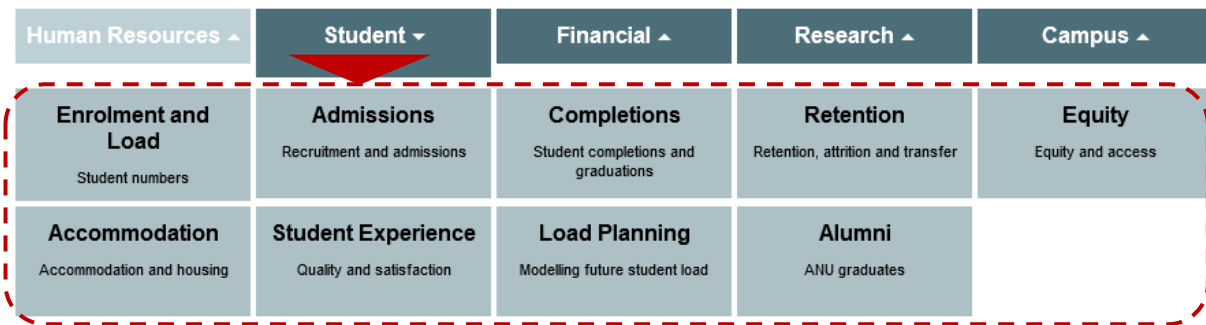 Human Resources ▲
Student ▼
Financial ▲
Research ▲
Campus ▲
Enrolment and
Load
Student numbers
Admissions
Recruitment and admissions
Completions
Student completions and
graduations
Retention
Retention, attrition and transfer
Equity
Equity and access
Accommodation
Accommodation and housing
Student Experience
Quality and satisfaction
Load Planning
Modelling future student load
Alumni
ANU graduates